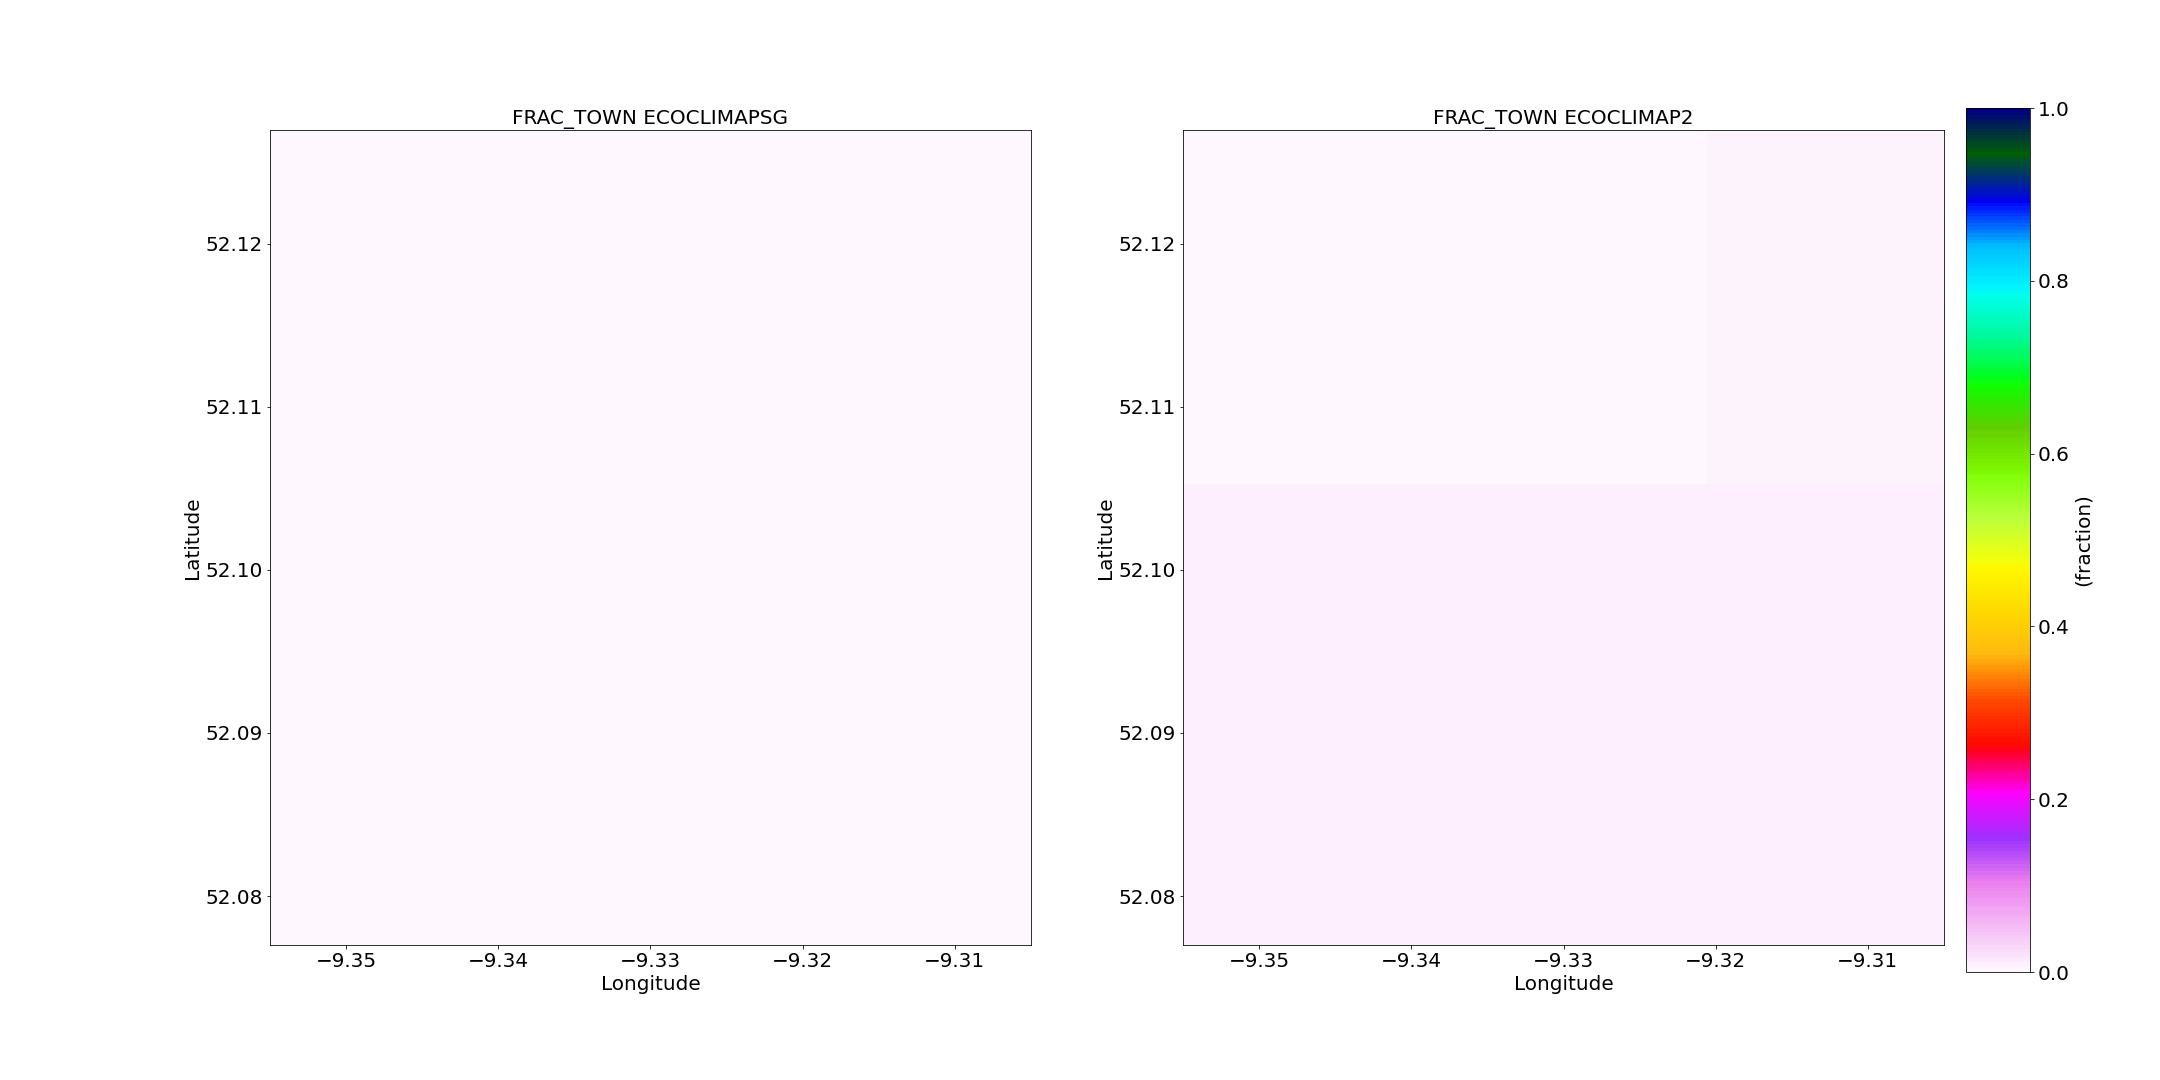 FRAC_TOWN ECOCLIMAPSG
52.12
52.11
52.10
52.09
52.08
Latitude
−9.35 −9.34 −9.33 −9.32 −9.31
Longitude
FRAC_TOWN ECOCLIMAP2
52.12
52.11
52.10
52.09
52.08
Latitude
−9.35 −9.34 −9.33 −9.32 −9.31
Longitude
1.0
0.8
0.6
0.4
0.2
0.0
(fraction)